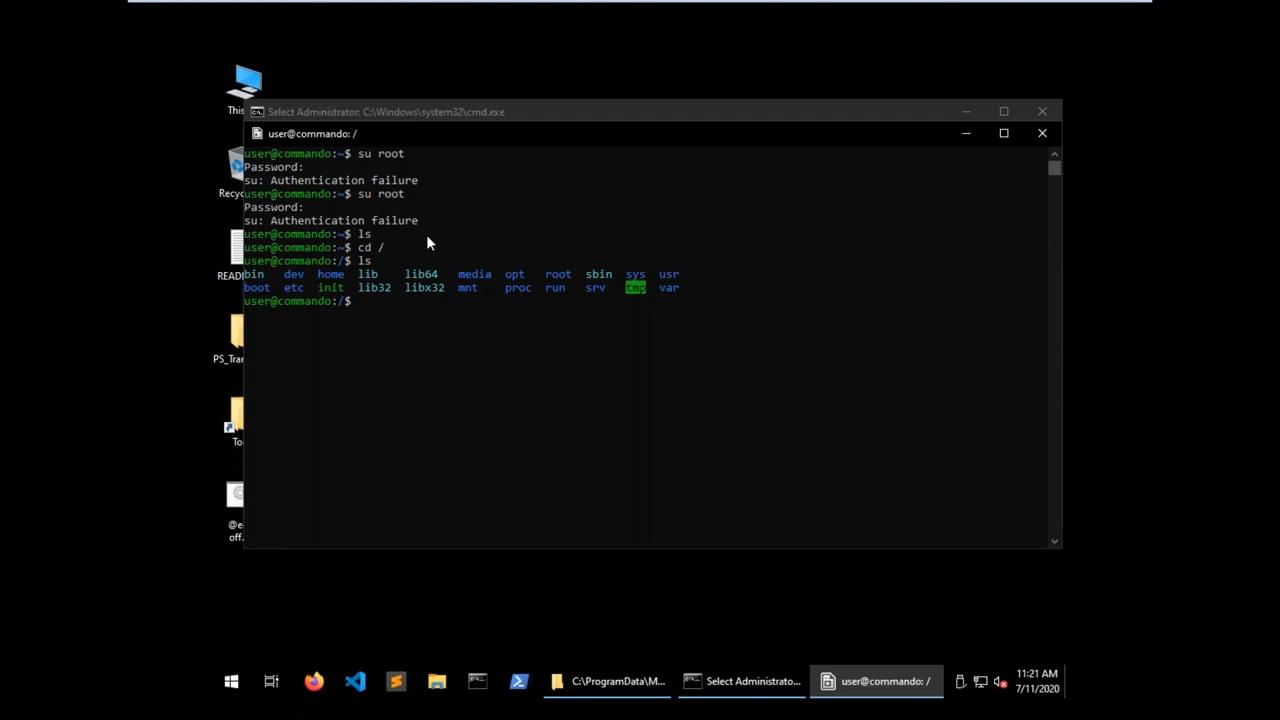 This
Select Administrator: C:\Windows\system32\cmd.exe
user@commando: /
user@commando:~$ su root
Password:
su: Authentication failure
user@commando:~$ su root
Password:
su: Authentication failure
user@commando:~$ ls
user@commando:~$ cd /
user@commando:/$ ls
bin dev home lib lib64 media opt root sbin sys usr
boot etc init lib32 libx32 mnt proc run srv tmp var
user@commando:/$
Recyc
READ
PS_Tran
To
@e
off.
C:\ProgramData\M...
Select Administrato...
user@commando: /
11:21 AM
7/11/2020